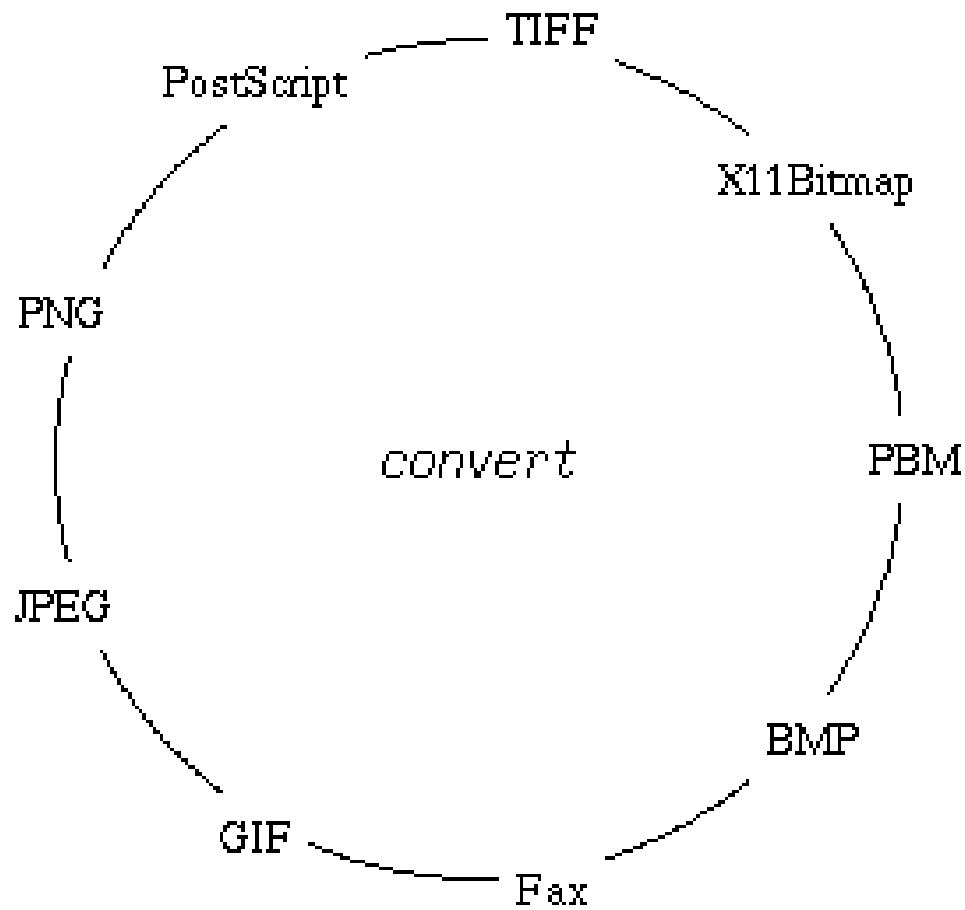 TIFF
PostScript
X11Bitmap
PNG
convert
PBM
JPEG
BMP
GIF
Fax